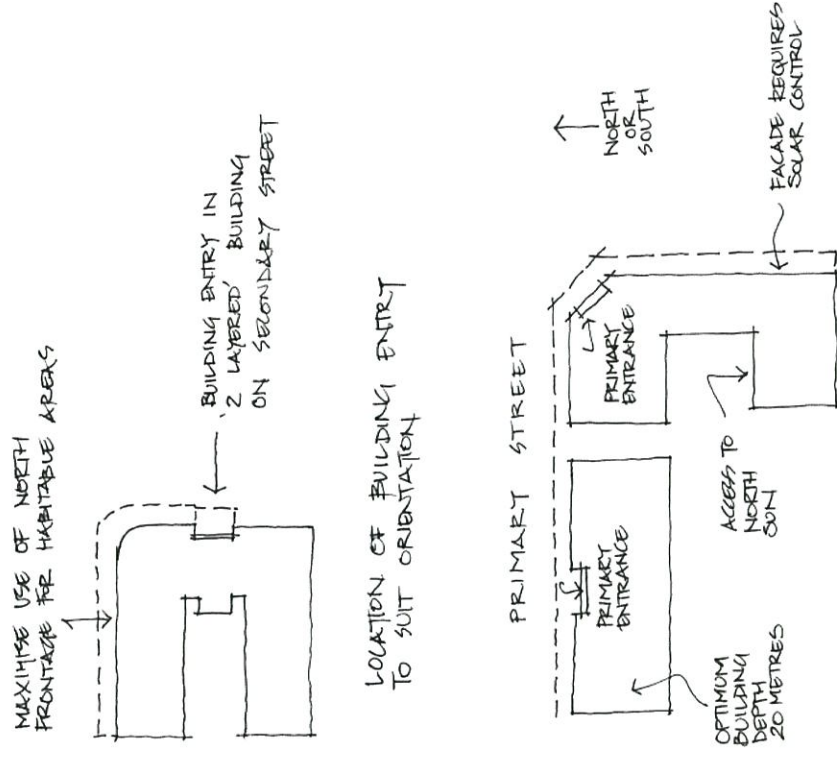 MAXIMISE USE OF NORTH
FRONTAGE FOR HABITABLE AREAS
BUILDING ENTRY IN
'2 LAYERED' BUILDING
ON SECONDARY STREET
LOCATION OF BUILDING ENTRY
TO SUIT ORIENTATION
PRIMARY STREET
NORTH
OR
SOUTH
PRIMARY
ENTRANCE
PRIMARY
ENTRANCE
OPTIMUM
BUILDING
DEPTH
20 METRES
ACCESS TO
NORTH
SUN
FACADE REQUIRES
SOLAR CONTROL